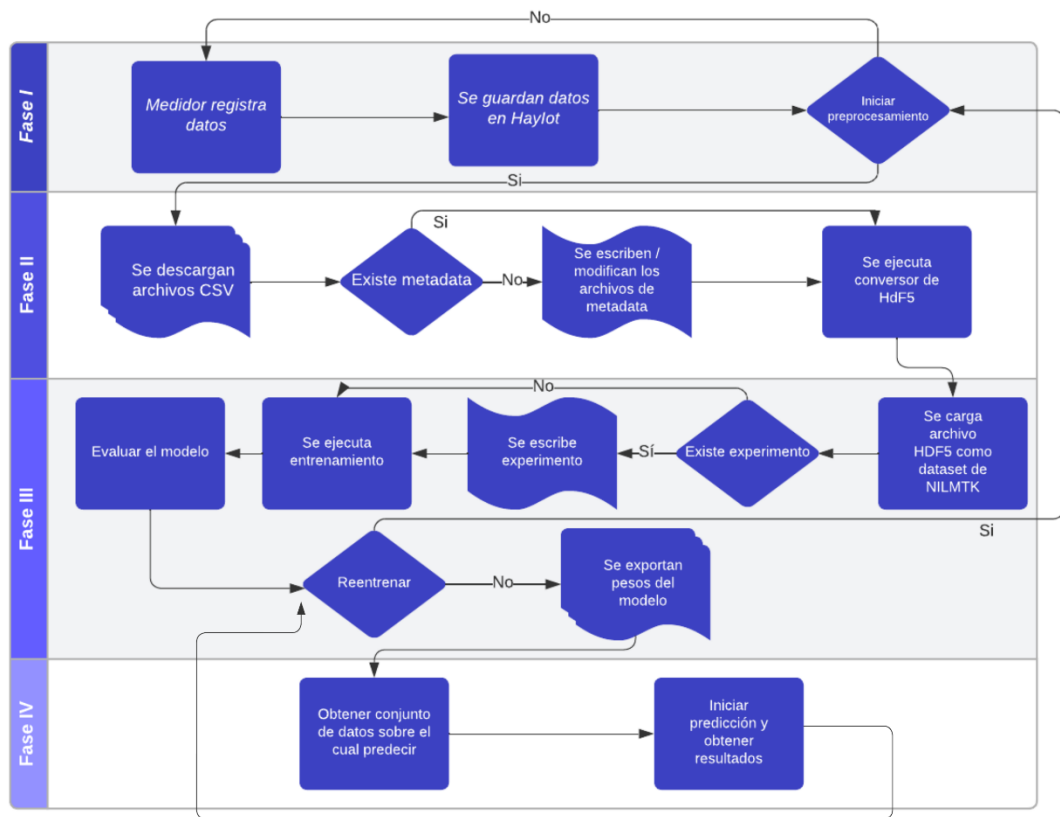 No
Fase I
Medidor registra
datos
Se guardan datos
en HayIot
Iniciar
preprocesamiento
Si
Fase II
Se descargan
archivos CSV
Existe metadata
Si
No
Se escriben /
modifican los
archivos de
metadata
Se ejecuta
conversor de
HdF5
Fase III
No
Evaluar el modelo
Se ejecuta
entrenamiento
Se escribe
experimento
Sí
Existe experimento
Se carga
archivo
HDF5 como
dataset de
NILMTK
Si
Reentrenar
No
Se exportan
pesos del
modelo
Fase IV
Obtener conjunto
de datos sobre el
cual predecir
Iniciar
predicción y
obtener
resultados